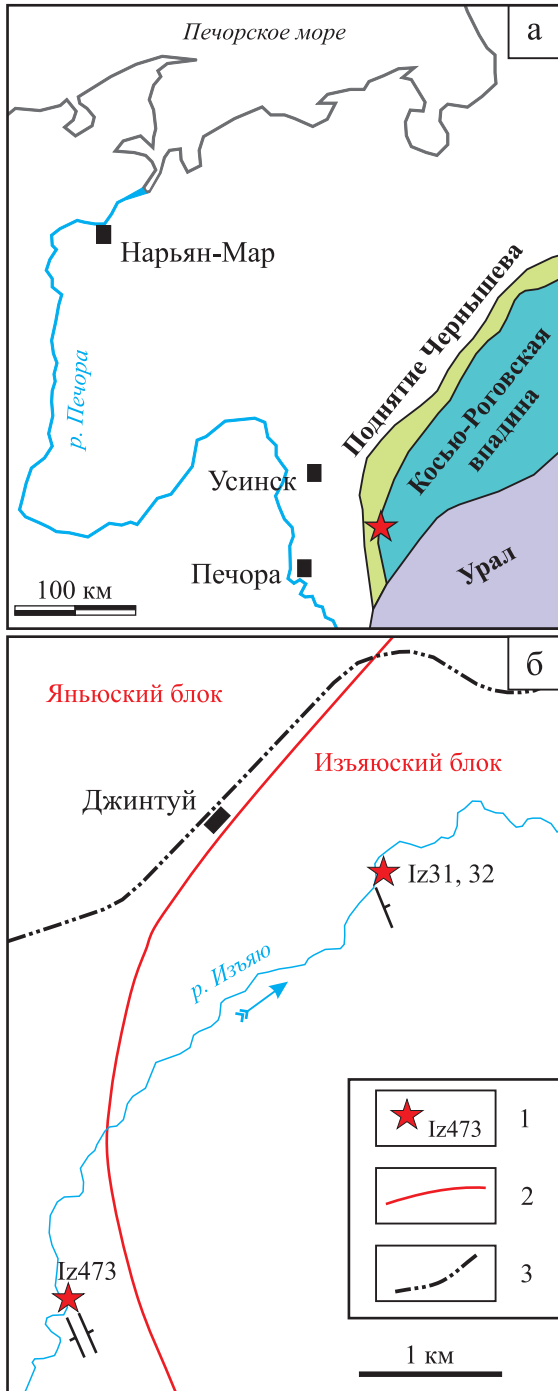 а
Печорское море
Нарьян-Мар
р. Печора
Поднятие Чернышева
Косью-Роговская
впадина
Усинск
Печора
Урал
100 км
б
Яньюский блок
Изъяюский блок
Джинтуй
Iz31, 32
р. Изъяю
Iz473
Iz473
1
2
3
1 км